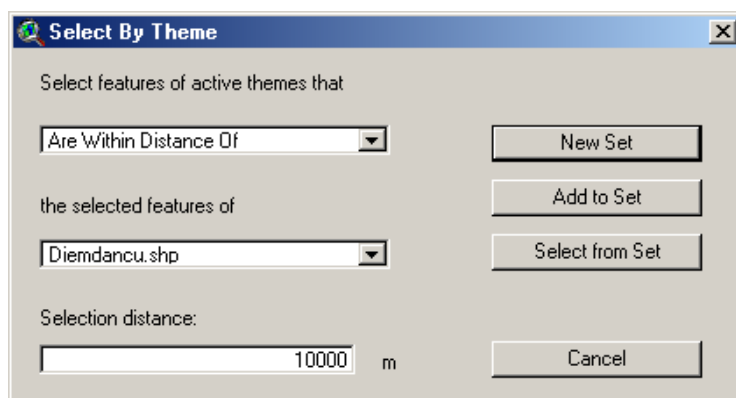 Select By Theme
Select features of active themes that
Are Within Distance Of
New Set
the selected features of
Add to Set
Diemdancu.shp
Select from Set
Selection distance:
10000 m
Cancel